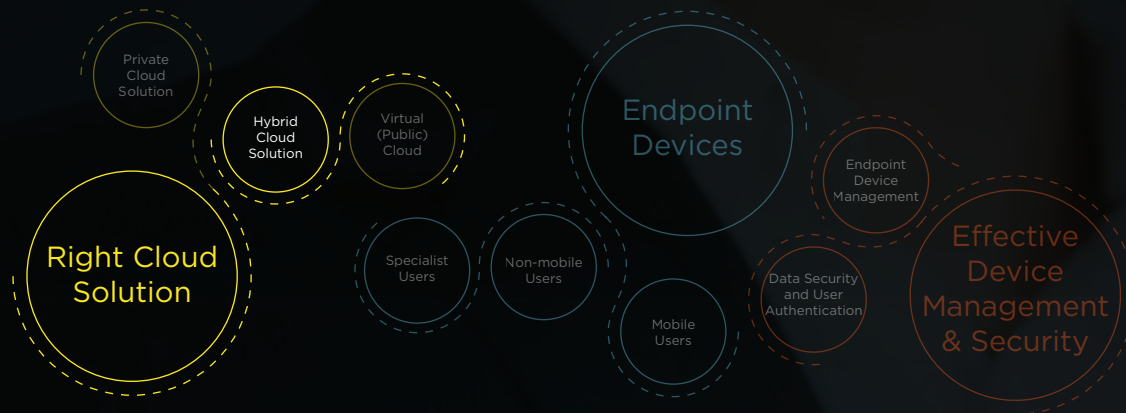 Private
Cloud
Solution
Hybrid
Cloud
Solution
Virtual
(Public)
Cloud
Right Cloud
Solution
Endpoint
Devices
Specialist
Users
Non-mobile
Users
Mobile
Users
Endpoint
Device
Management
Data Security
and User
Authentication
Effective
Device
Management
& Security